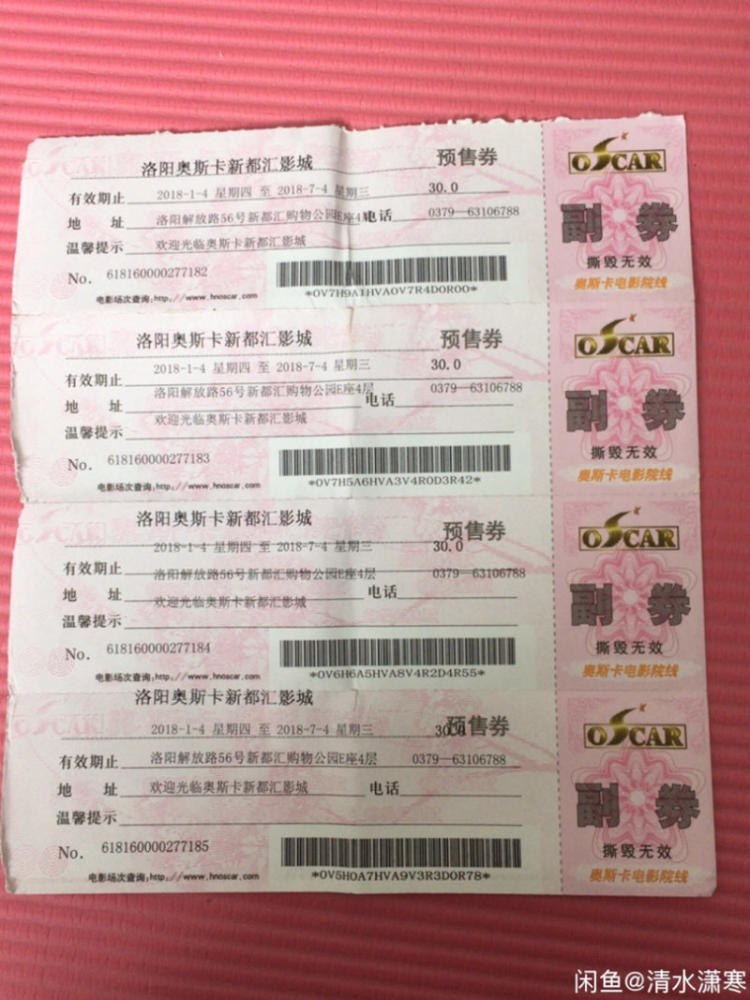 洛阳奥斯卡新都汇影城 预售券
有效期止 2018-1-4 星期四 至 2018-7-4 星期三 30.0
地 址 洛阳解放路56号新都汇购物公园E座4 电话 0379—63106788
温馨提示 欢迎光临奥斯卡新都汇影城
No. 618160000277182
*OV7H9A1HVA0V7R4D0R00*
电影场次查询:http://www.hnoscar.com
OSCAR
副 券
撕毁无效
奥斯卡电影院线
洛阳奥斯卡新都汇影城 预售券
2018-1-4 星期四 至 2018-7-4 星期三 30.0
有效期止
洛阳解放路56号新都汇购物公园E座4层 0379—63106788
地 址 电话
欢迎光临奥斯卡新都汇影城
温馨提示
No. 618160000277183
*OV7H5A6HVA3V4R0D3R42*
电影场次查询:http://www.hnoscar.com
OSCAR
副 券
撕毁无效
奥斯卡电影院线
洛阳奥斯卡新都汇影城 预售券
2018-1-4 星期四 至 2018-7-4 星期三 30.0
有效期止
洛阳解放路56号新都汇购物公园E座4层 0379—63106788
地 址 电话
欢迎光临奥斯卡新都汇影城
温馨提示
No. 618160000277184
*OV6H6A5HVA8V4R2D4R55*
电影场次查询:http://www.hnoscar.com
OSCAR
副 券
撕毁无效
奥斯卡电影院线
洛阳奥斯卡新都汇影城 预售券
2018-1-4 星期四 至 2018-7-4 星期三 30.0
有效期止 洛阳解放路56号新都汇购物公园E座4层 0379—63106788
地 址 欢迎光临奥斯卡新都汇影城 电话
温馨提示
No. 618160000277185
*OV5H0A7HVA9V3R3D0R78*
电影场次查询:http://www.hnoscar.com
OSCAR
副 券
撕毁无效
奥斯卡电影院线
闲鱼@清水潇寒